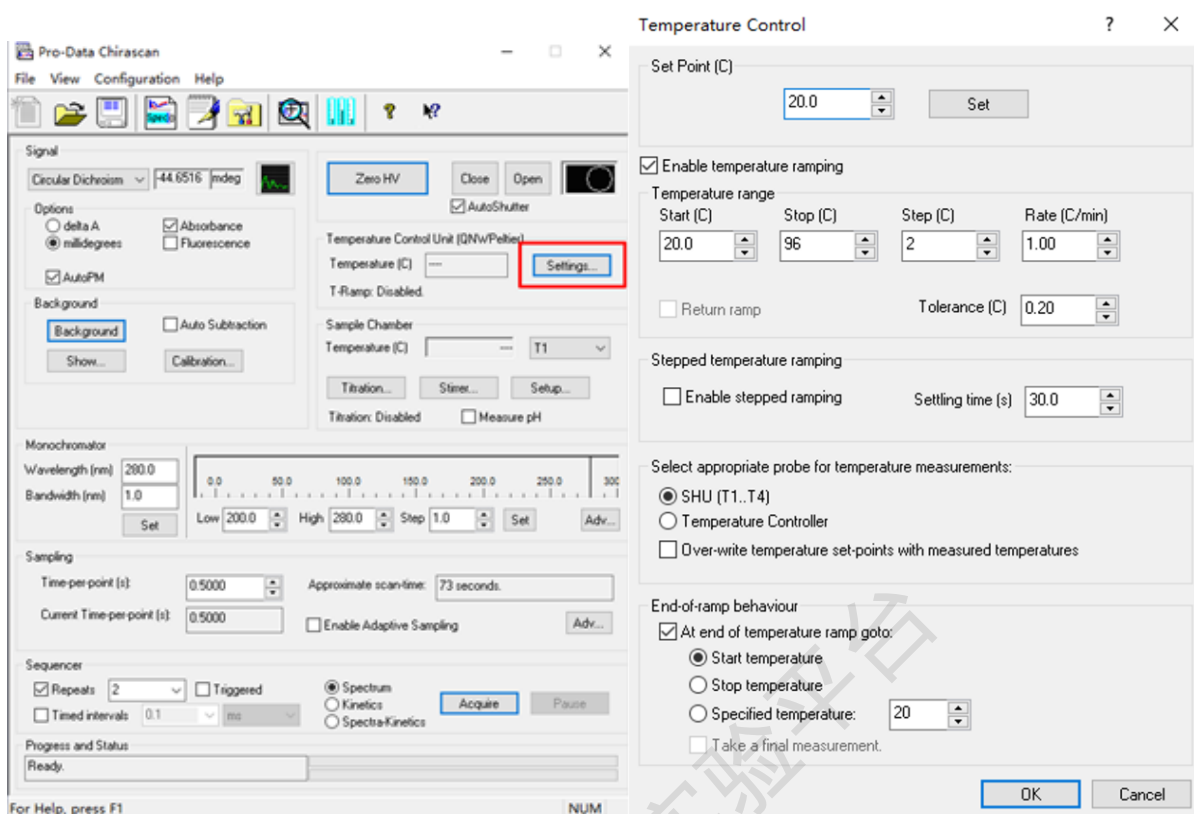 Pro-Data Chirascan
File View Configuration Help
Signal
Circular Dichroism -44.6516 mdeg
Options
delta A
Absorbance
millidegrees
Fluorescence
AutoPM
Background
Background
Auto Subtraction
Show...
Calibration...
Zero HV
Close
Open
AutoShutter
Temperature Control Unit (QNW/Peltier)
Temperature (C) ---
Settings...
T-Ramp: Disabled.
Sample Chamber
Temperature (C) --- T1
Titration...
Stirrer...
Setup...
Titration: Disabled
Measure pH
Monochromator
Wavelength (nm) 280.0
Bandwidth (nm) 1.0
Set
0.0 50.0 100.0 150.0 200.0 250.0 300
Low 200.0 High 280.0 Step 1.0 Set Adv...
Sampling
Time-per-point (s): 0.5000
Approximate scan-time: 73 seconds.
Current Time-per-point (s): 0.5000
Enable Adaptive Sampling
Adv...
Sequencer
Repeats 2 Triggered
Timed intervals 0.1 ms
Spectrum
Kinetics
Spectra-Kinetics
Acquire
Pause
Progress and Status
Ready.
For Help, press F1
NUM
Temperature Control ?
Set Point (C)
20.0 Set
Enable temperature ramping
Temperature range
Start (C) Stop (C) Step (C) Rate (C/min)
20.0 96 2 1.00
Return ramp
Tolerance (C) 0.20
Stepped temperature ramping
Enable stepped ramping
Settling time (s) 30.0
Select appropriate probe for temperature measurements:
SHU (T1..T4)
Temperature Controller
Over-write temperature set-points with measured temperatures
End-of-ramp behaviour
At end of temperature ramp goto:
Start temperature
Stop temperature
Specified temperature: 20
Take a final measurement.
OK Cancel
实验平台